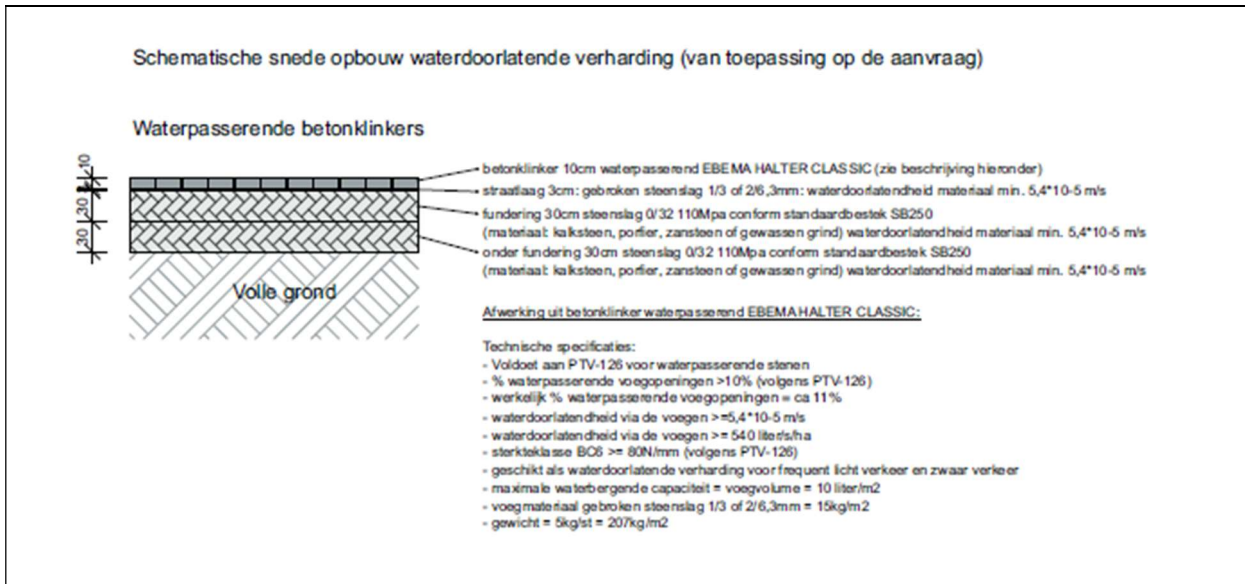 Schematische snede opbouw waterdoorlatende verharding (van toepassing op de aanvraag)
Waterpasserende betonklinkers
10
30
30
betonklinker 10cm waterpasserend EBEMA HALTER CLASSIC (zie beschrijving hieronder)
straatlaag 3cm: gebroken steenslag 1/3 of 2/6,3mm: waterdoorlatendheid materiaal min. 5,4*10-5 m/s
fundering 30cm steenslag 0/32 110Mpa conform standaardbestek SB250
(materiaal: kalksteen, porfier, zansteen of gewassen grind) waterdoorlatendheid materiaal min. 5,4*10-5 m/s
onder fundering 30cm steenslag 0/32 110Mpa conform standaardbestek SB250
(materiaal: kalksteen, porfier, zansteen of gewassen grind) waterdoorlatendheid materiaal min. 5,4*10-5 m/s
Volle grond
Afwerking uit betonklinker waterpasserend EBEMA HALTER CLASSIC:
Technische specificaties:
- Voldoet aan PTV-126 voor waterpasserende stenen
- % waterpasserende voegopeningen >10% (volgens PTV-126)
- werkelijk % waterpasserende voegopeningen = ca 11%
- waterdoorlatendheid via de voegen >=5,4*10-5 m/s
- waterdoorlatendheid via de voegen >= 540 liter/s/ha
- sterkteklasse BC6 >= 80N/mm (volgens PTV-126)
- geschikt als waterdoorlatende verharding voor frequent licht verkeer en zwaar verkeer
- maximale waterbergende capaciteit = voegvolume = 10 liter/m2
- voegmateriaal gebroken steenslag 1/3 of 2/6,3mm = 15kg/m2
- gewicht = 5kg/st = 207kg/m2